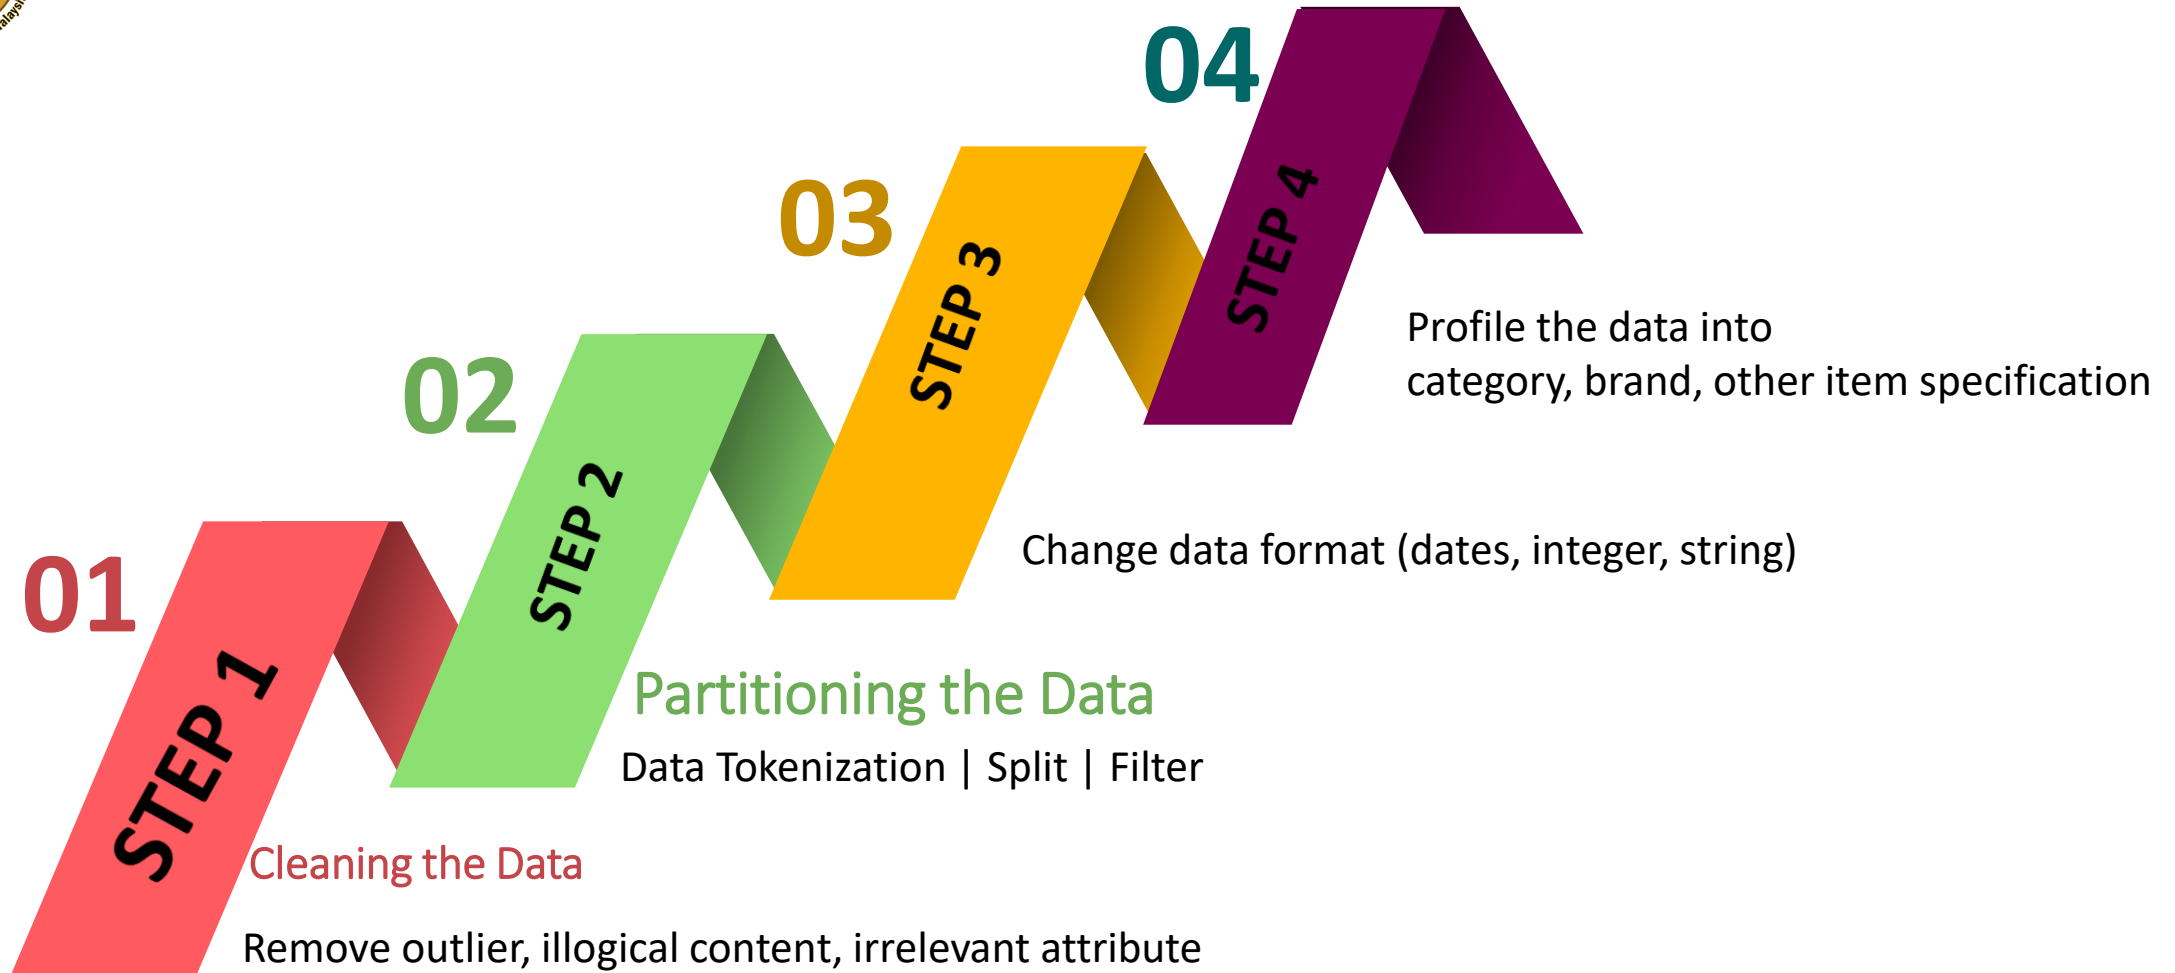 04
STEP 4
Profile the data into
category, brand, other item specification
03
STEP 3
Change data format (dates, integer, string)
02
STEP 2
Partitioning the Data
Data Tokenization | Split | Filter
01
STEP 1
Cleaning the Data
Remove outlier, illogical content, irrelevant attribute